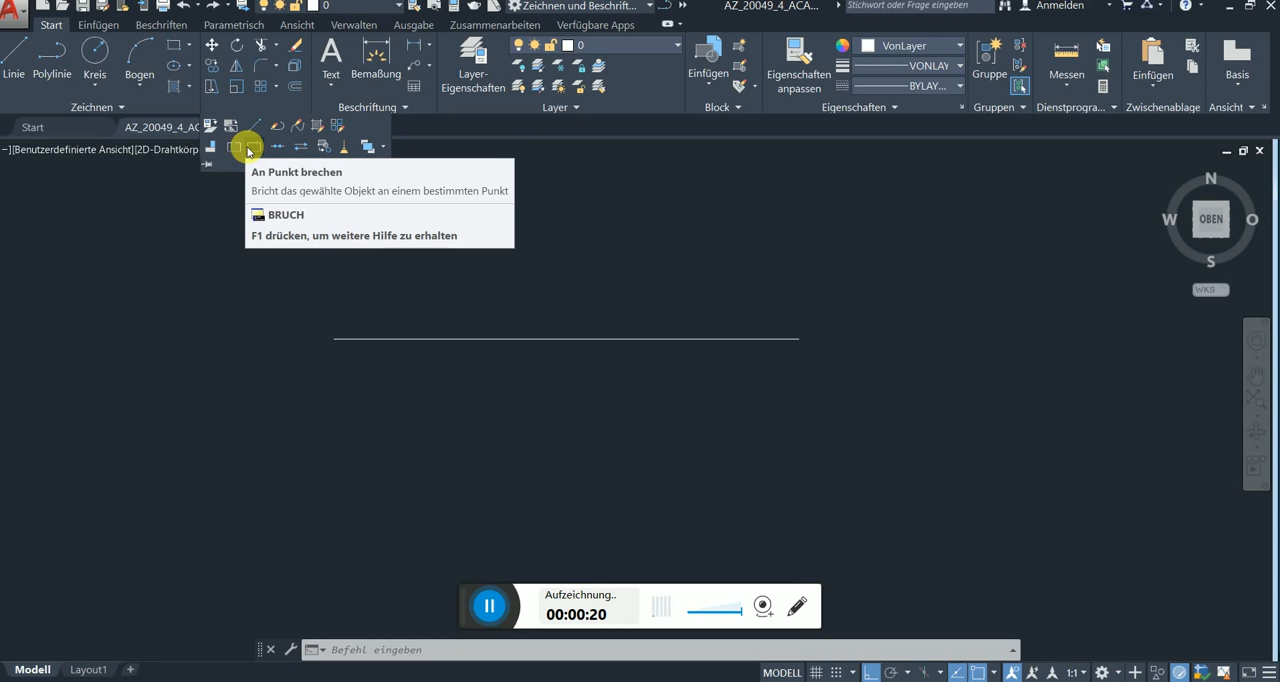 0 Zeichnen und Beschrift... AZ_20049_4_ACA... Stichwort oder Frage eingeben Anmelden
Start Einfügen Beschriften Parametrisch Ansicht Verwalten Ausgabe Zusammenarbeiten Verfügbare Apps
Linie Polylinie Kreis Bogen
Zeichnen
Text Bemaßung
Beschriftung
Layer-
Eigenschaften
0
Layer
Einfügen
Block
Eigenschaften
anpassen
VonLayer
VONLAY
BYLAY...
Eigenschaften
Gruppe
Gruppen
Messen
Dienstprogra...
Einfügen
Zwischenablage
Basis
Ansicht
Start AZ_20049_4_AC
–][Benutzerdefinierte Ansicht][2D-Drahtkörp
An Punkt brechen
Bricht das gewählte Objekt an einem bestimmten Punkt
BRUCH
F1 drücken, um weitere Hilfe zu erhalten
N
W OBEN O
S
WKS
Aufzeichnung..
00:00:20
Befehl eingeben
Modell Layout1 +
MODELL 1:1